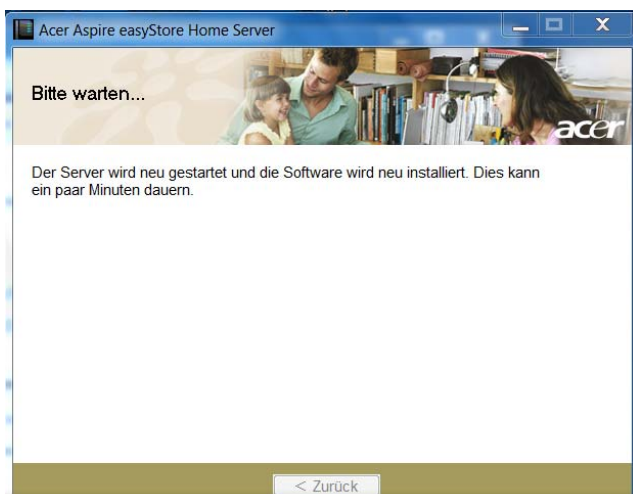 Acer Aspire easyStore Home Server
Bitte warten...
acer
Der Server wird neu gestartet und die Software wird neu installiert. Dies kann
ein paar Minuten dauern.
< Zurück